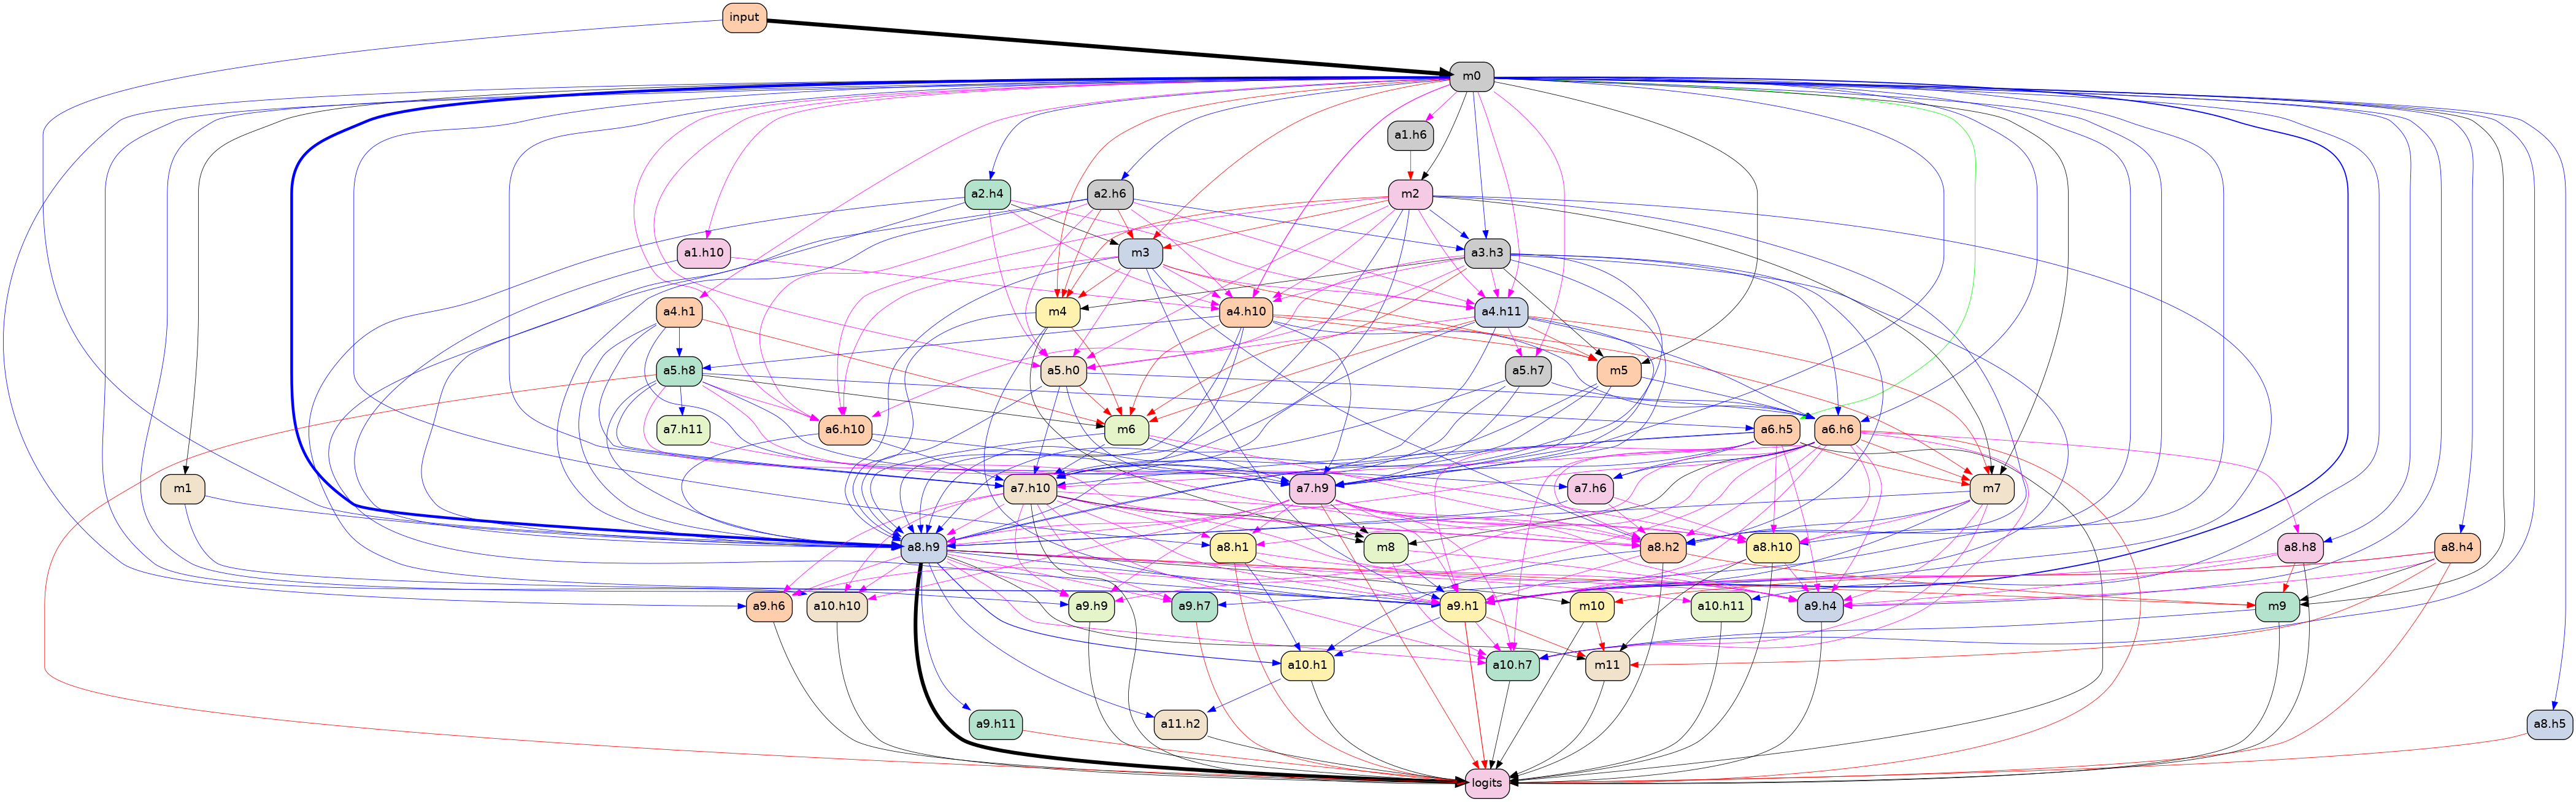 input
m0
a1.h6
a2.h4 a2.h6 m2
a1.h10 m3 a3.h3
a4.h1 m4 a4.h10 a4.h11
a5.h8 a5.h0 a5.h7 m5
a7.h11 a6.h10 m6 a6.h5 a6.h6
m1 a7.h10 a7.h9 a7.h6 m7
a8.h9 a8.h1 m8 a8.h2 a8.h10 a8.h8 a8.h4
a9.h6 a10.h10 a9.h9 a9.h7 a9.h1 m10 a10.h11 a9.h4 m9
a10.h1 a10.h7 m11
a9.h11 a11.h2 a8.h5
logits